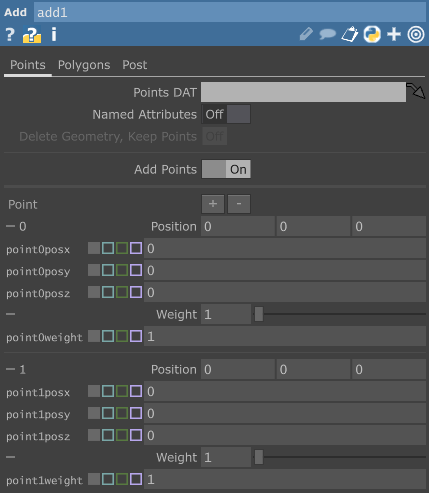 Add add1
? ? i
Points Polygons Post
Points DAT
Named Attributes Off
Delete Geometry, Keep Points Off
Add Points On
Point + -
0 Position 0 0 0
point0posx 0
point0posy 0
point0posz 0
Weight 1
point0weight 1
1 Position 0 0 0
point1posx 0
point1posy 0
point1posz 0
Weight 1
point1weight 1